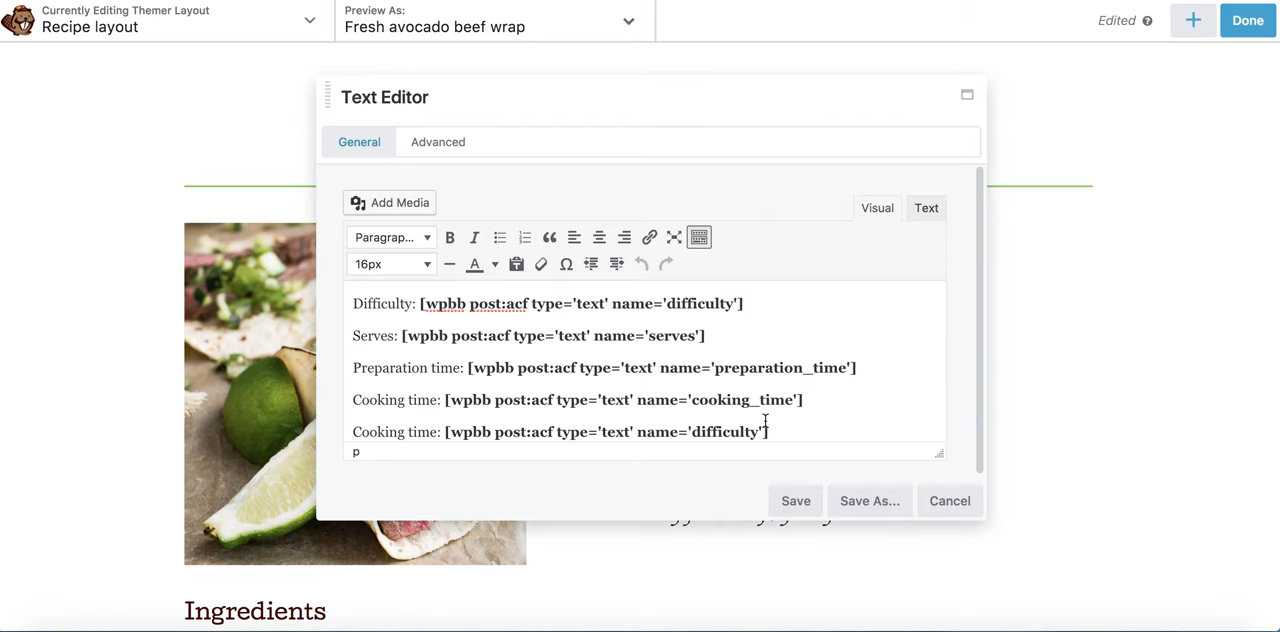 Currently Editing Themer Layout
Recipe layout
Preview As:
Fresh avocado beef wrap
Edited
Done
Text Editor
General
Advanced
Add Media
Visual
Text
Paragrap...
16px
Difficulty: [wpbb post:acf type='text' name='difficulty']
Serves: [wpbb post:acf type='text' name='serves']
Preparation time: [wpbb post:acf type='text' name='preparation_time']
Cooking time: [wpbb post:acf type='text' name='cooking_time']
Cooking time: [wpbb post:acf type='text' name='difficulty']
p
Save
Save As...
Cancel
Ingredients